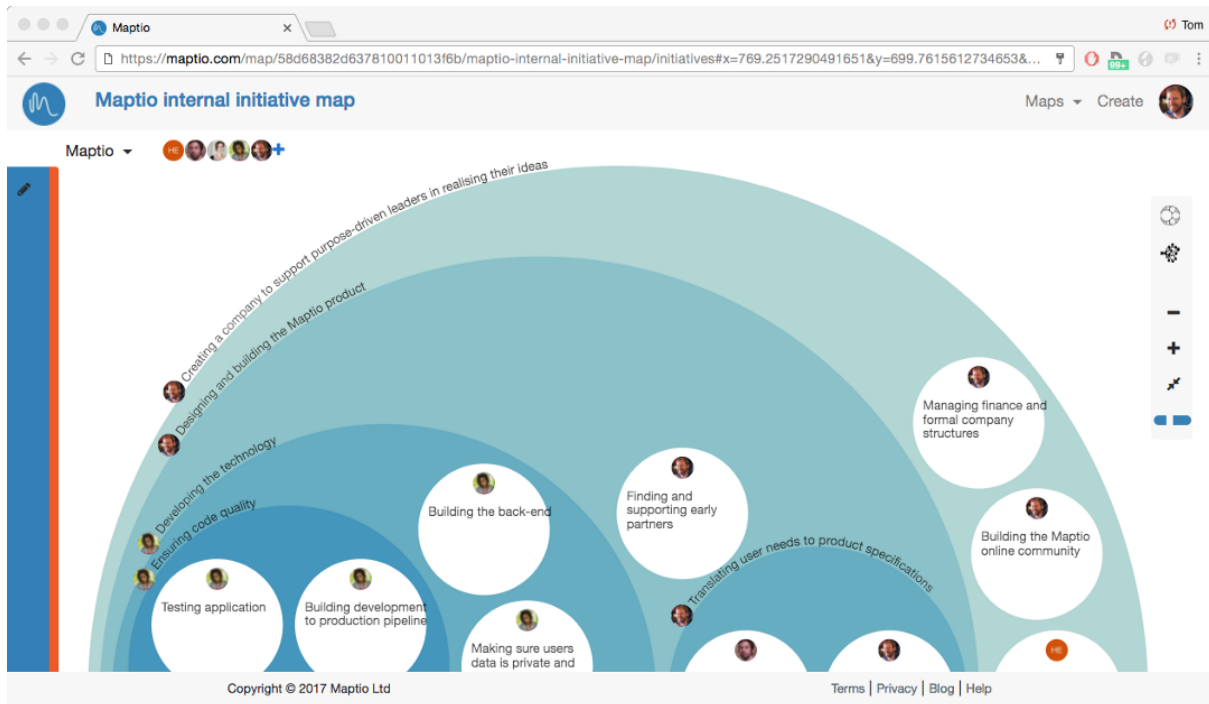 Maptio
Tom
https://maptio.com/map/58d68382d637810011013f6b/maptio-internal-initiative-map/initiatives#x=769.2517290491651&y=699.7615612734653&...
99+
Maptio internal initiative map
Maps
Create
Maptio
HE
Creating a company to support purpose-driven leaders in realising their ideas
Designing and building the Maptio product
Developing the technology
Ensuring code quality
Testing application
Building development
to production pipeline
Building the back-end
Making sure users
data is private and
Finding and
supporting early
partners
Translating user needs to product specifications
Managing finance and
formal company
structures
Building the Maptio
online community
HE
Copyright © 2017 Maptio Ltd
Terms | Privacy | Blog | Help